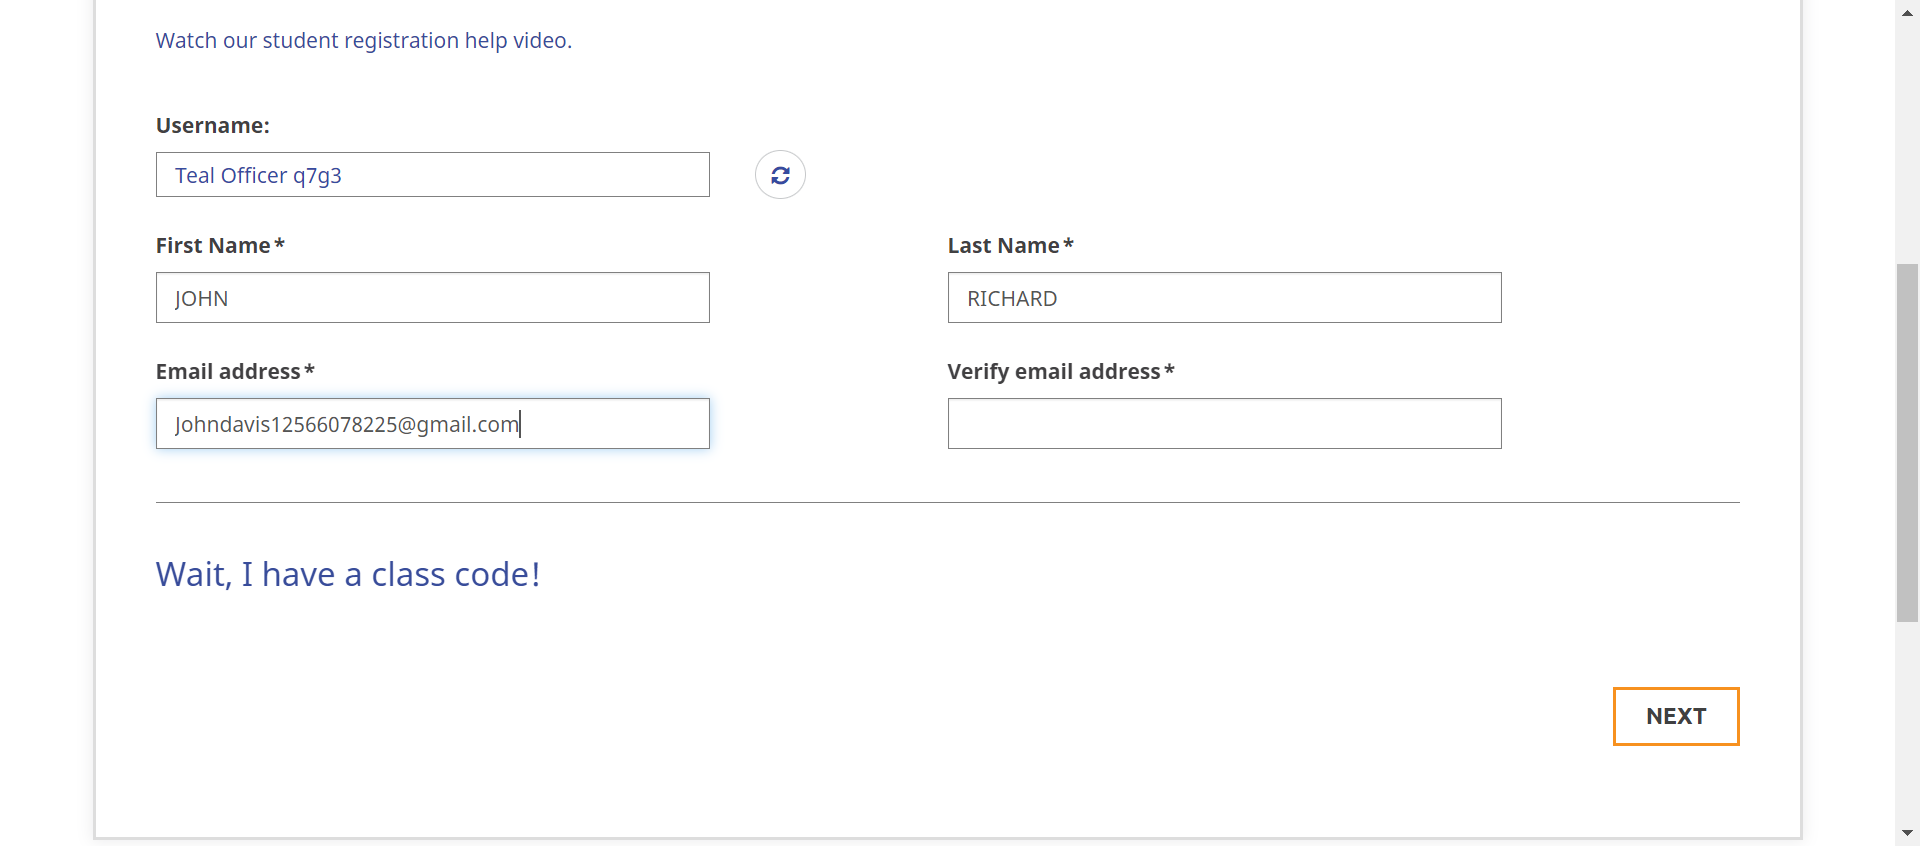 Watch our student registration help video.
Username:
Teal Officer q7g3
First Name*
Last Name*
JOHN
RICHARD
Email address*
Verify email address*
Johndavis12566078225@gmail.com
Wait, I have a class code!
NEXT